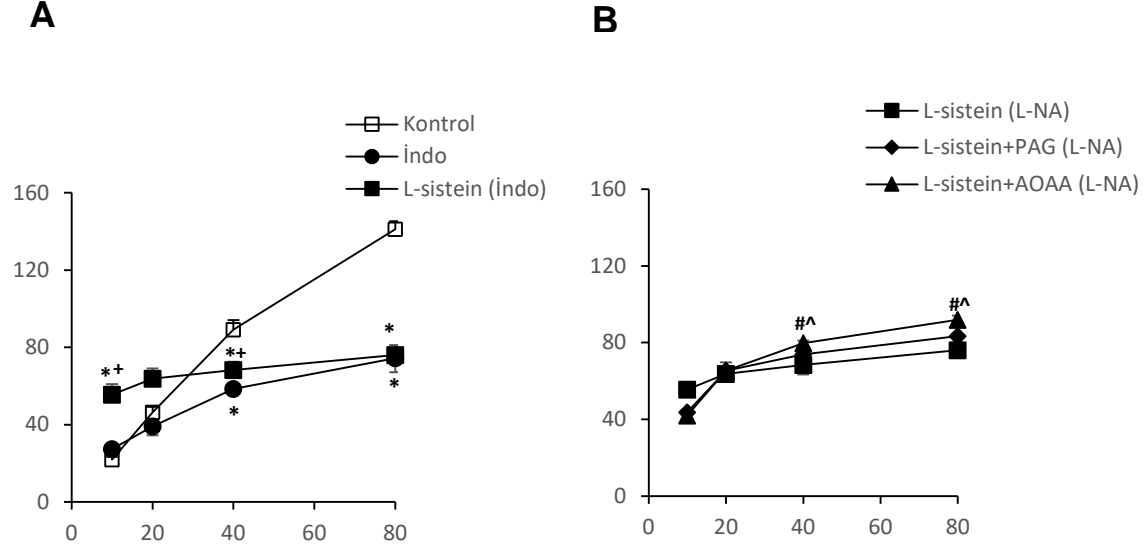 A
Kontrol
İndo
L-sistein (İndo)
160
120
80
40
0
*+
*+
*
*
*
0 20 40 60 80
B
L-sistein (L-NA)
L-sistein+PAG (L-NA)
L-sistein+AOAA (L-NA)
160
120
80
40
0
#^
#^
0 20 40 60 80